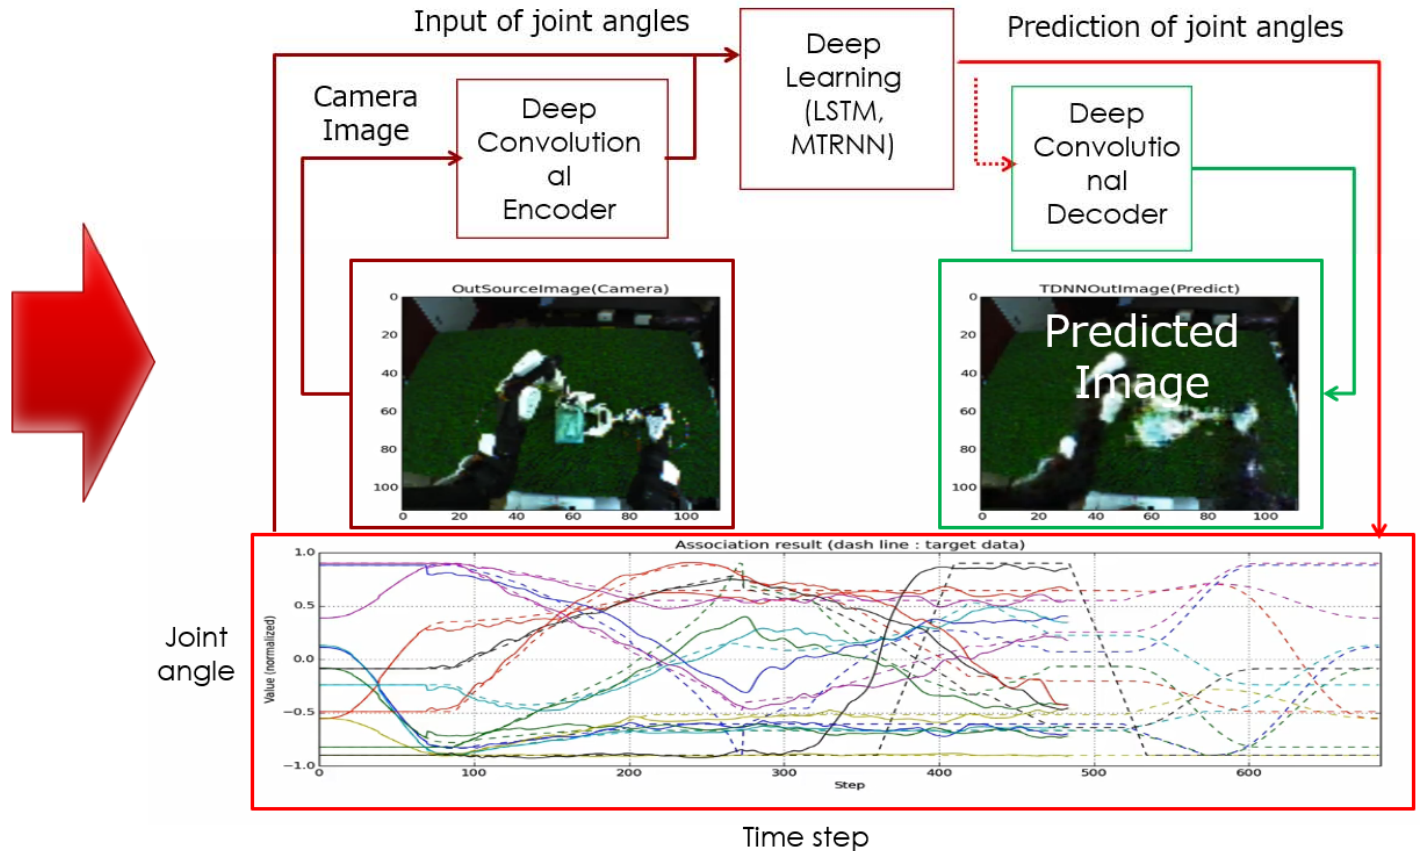 Input of joint angles
Prediction of joint angles
Deep
Learning
(LSTM,
MTRNN)
Camera
Image
Deep
Convolution
al
Encoder
Deep
Convolutio
nal
Decoder
OutSourceImage(Camera)
0
20
40
60
80
100
0 20 40 60 80 100
TDNNOutImage(Predict)
Predicted
Image
0
20
40
60
80
100
0 20 40 60 80 100
Association result (dash line : target data)
Joint
angle
Value (normalized)
1.0
0.5
0.0
−0.5
−1.0
0 100 200 300 400 500 600
Step
Time step